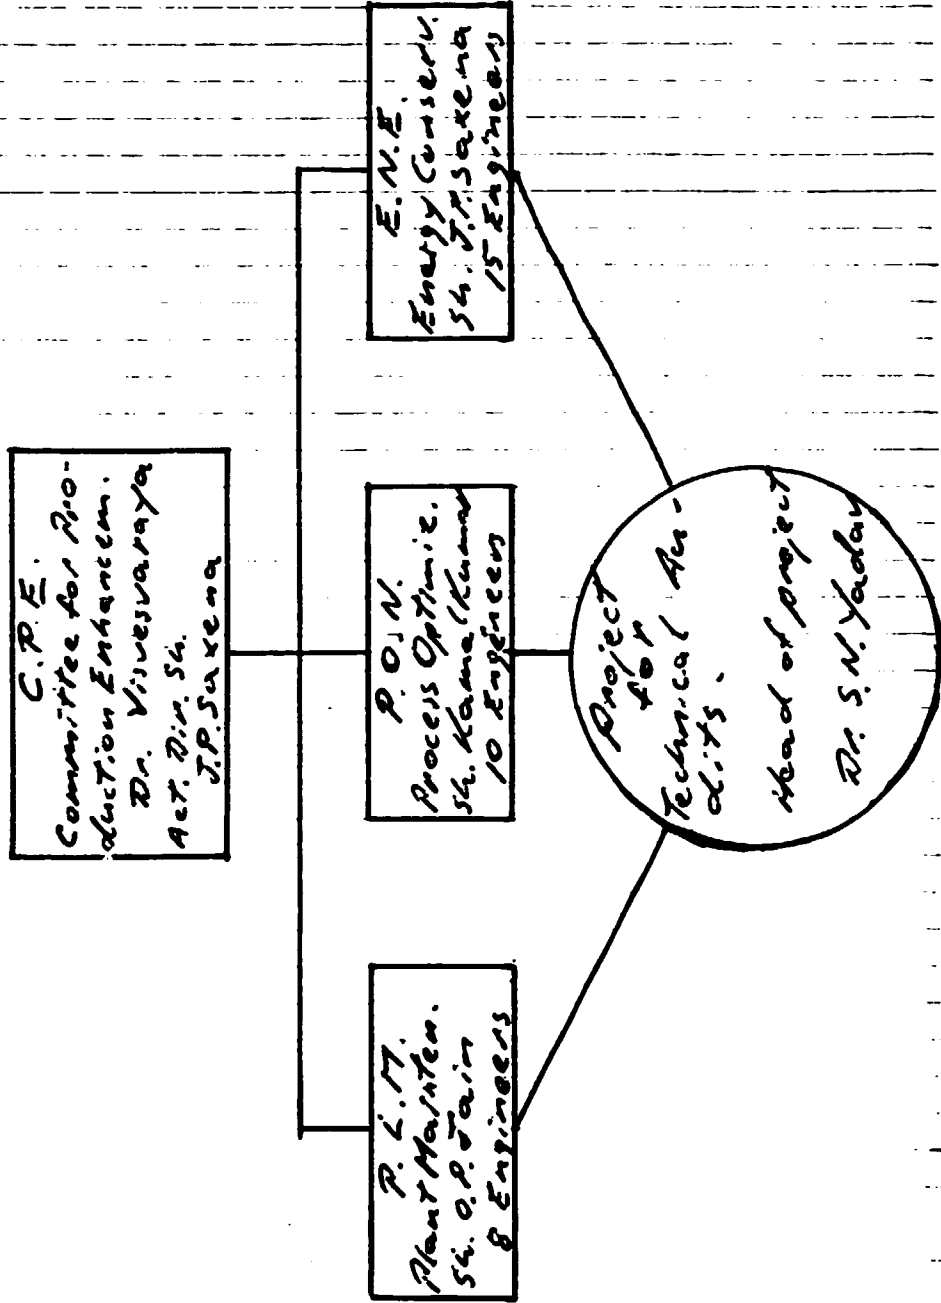 C.P.E.
Committee for Pro-
duction Enhancem.
Dr. Visvesvaraya
Act. Dir. Sh.
J.P. Saxena
P.L.M.
Plant Mainten.
Sh. O.P. Jain
8 Engineers
P.O.N.
Process Optimiz.
Sh. Kamal Kumar
10 Engineers
E.N.E.
Energy Conserv.
Sh. J.P. Saxena
15 Engineers
Project
for
Technical Au-
dits.
Head of project
Dr. S.N. Yadav